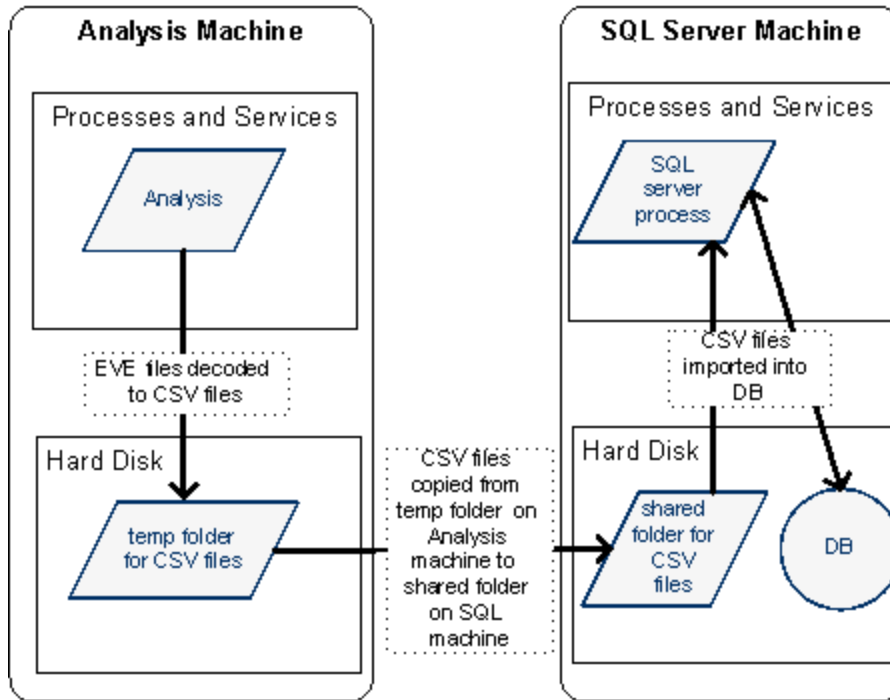 Analysis Machine
Processes and Services
Analysis
EVE files decoded
to CSV files
Hard Disk
temp folder
for CSV files
CSV files
copied from
temp folder on
Analysis
machine to
shared folder
on SQL
machine
SQL Server Machine
Processes and Services
SQL
server
process
CSV files
imported into
DB
Hard Disk
shared
folder for
CSV
files
DB